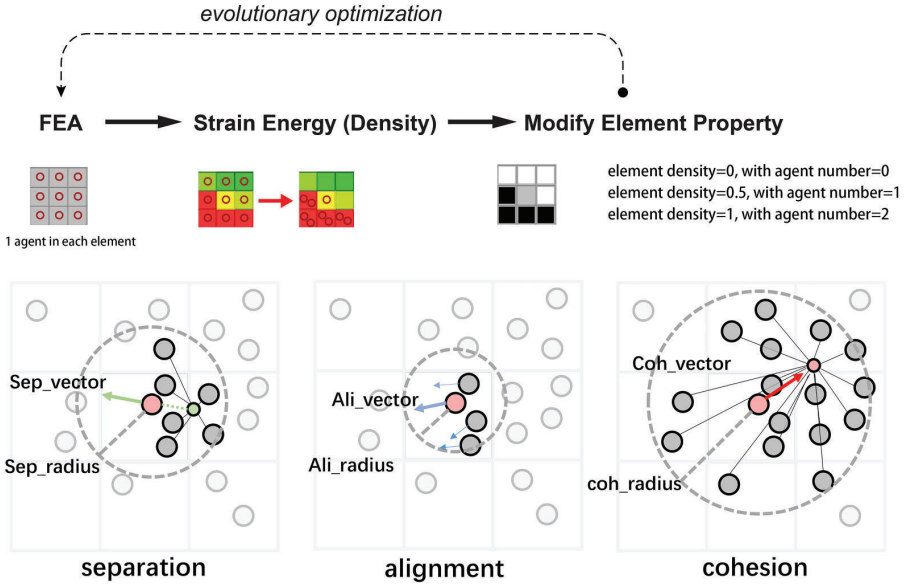 evolutionary optimization
FEA
Strain Energy (Density)
Modify Element Property
element density=0, with agent number=0
element density=0.5, with agent number=1
element density=1, with agent number=2
1 agent in each element
Sep_vector
Sep_radius
separation
Ali_vector
Ali_radius
alignment
Coh_vector
coh_radius
cohesion